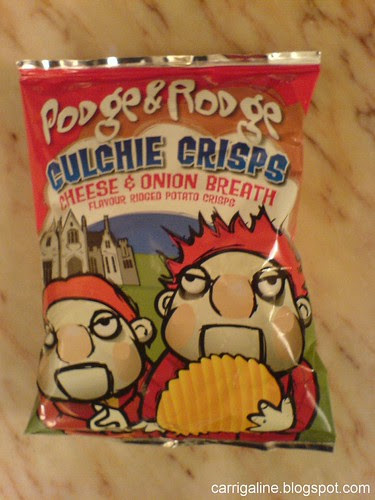 Podge & Rodge
CULCHIE CRISPS
CHEESE & ONION BREATH
FLAVOUR RIDGED POTATO CRISPS
carrigaline.blogspot.com